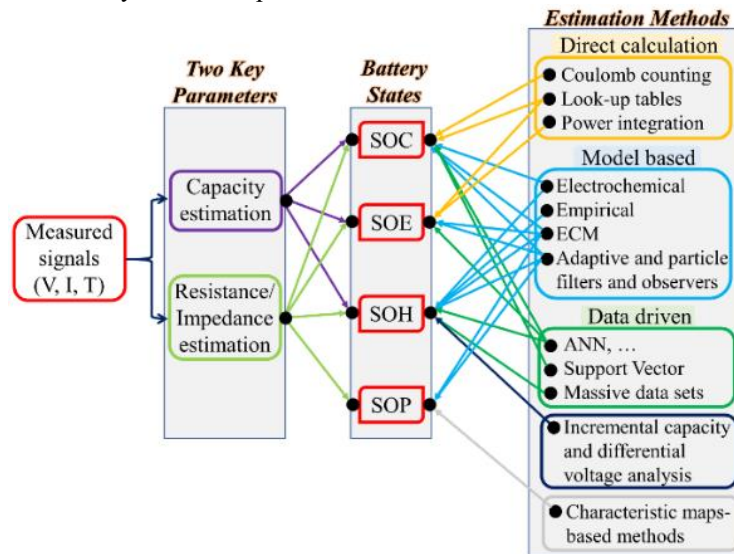 Estimation Methods
Direct calculation
Coulomb counting
Look-up tables
Power integration
Two Key
Parameters
Battery
States
SOC
SOE
SOH
SOP
Capacity
estimation
Resistance/
Impedance
estimation
Measured
signals
(V, I, T)
Model based
Electrochemical
Empirical
ECM
Adaptive and particle
filters and observers
Data driven
ANN, …
Support Vector
Massive data sets
Incremental capacity
and differential
voltage analysis
Characteristic maps-
based methods